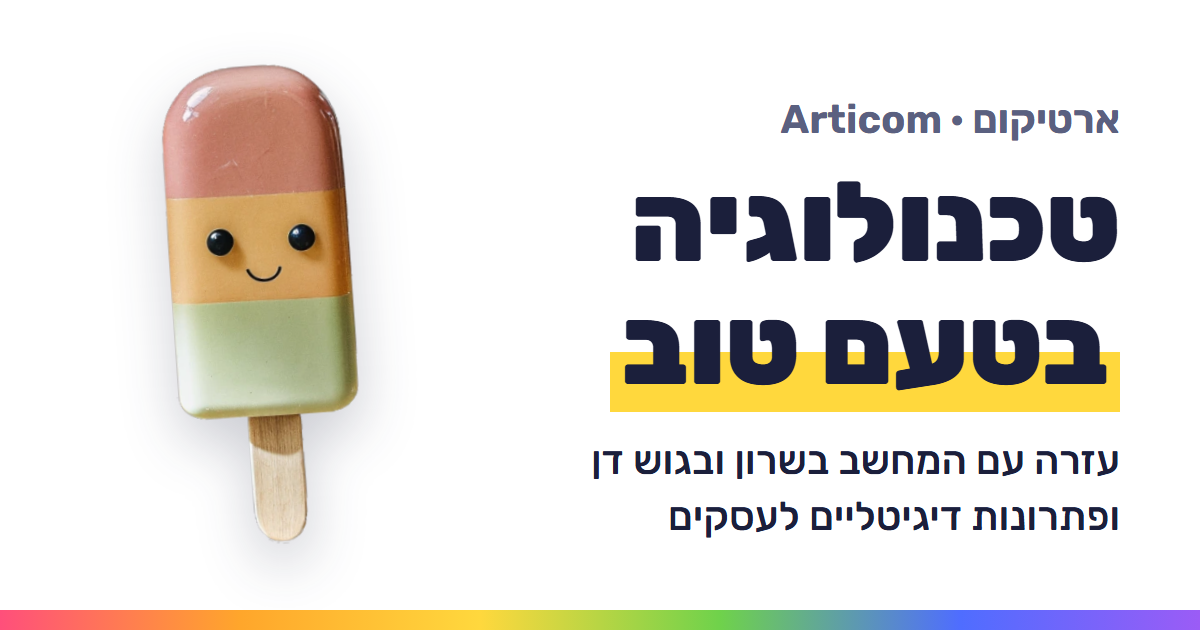 ארטיקום • Articom
טכנולוגיה
בטעם טוב
עזרה עם המחשב בשרון ובגוש דן
ופתרונות דיגיטליים לעסקים